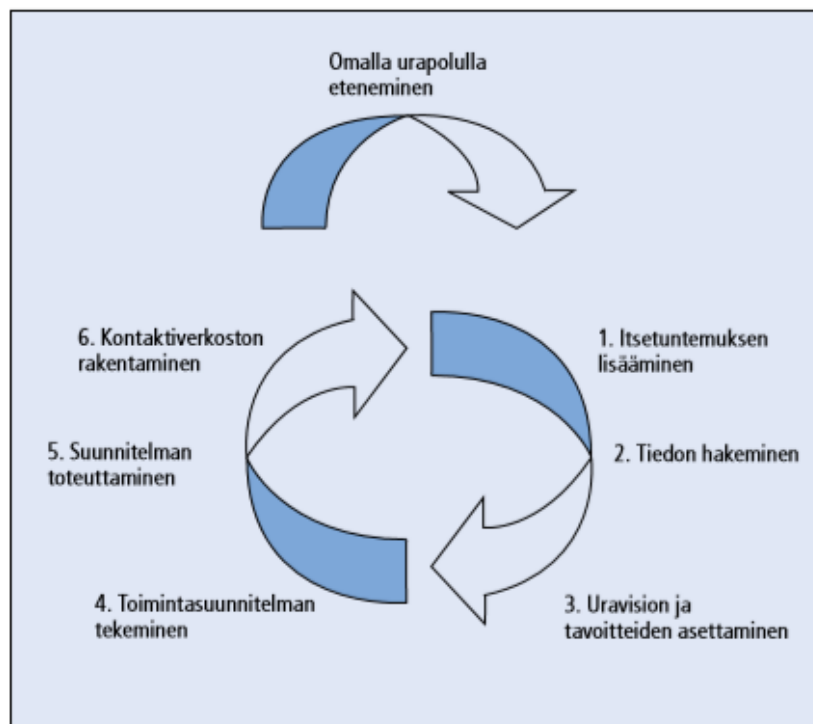 Omalla urapolulla
eteneminen
1. Itsetuntemuksen
lisääminen
2. Tiedon hakeminen
3. Uravision ja
tavoitteiden asettaminen
4. Toimintasuunnitelman
tekeminen
5. Suunnitelman
toteuttaminen
6. Kontaktiverkoston
rakentaminen